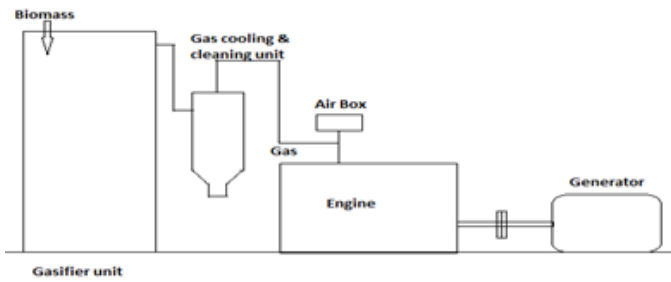 Biomass
Gas cooling &
cleaning unit
Air Box
Gas
Engine
Generator
Gasifier unit